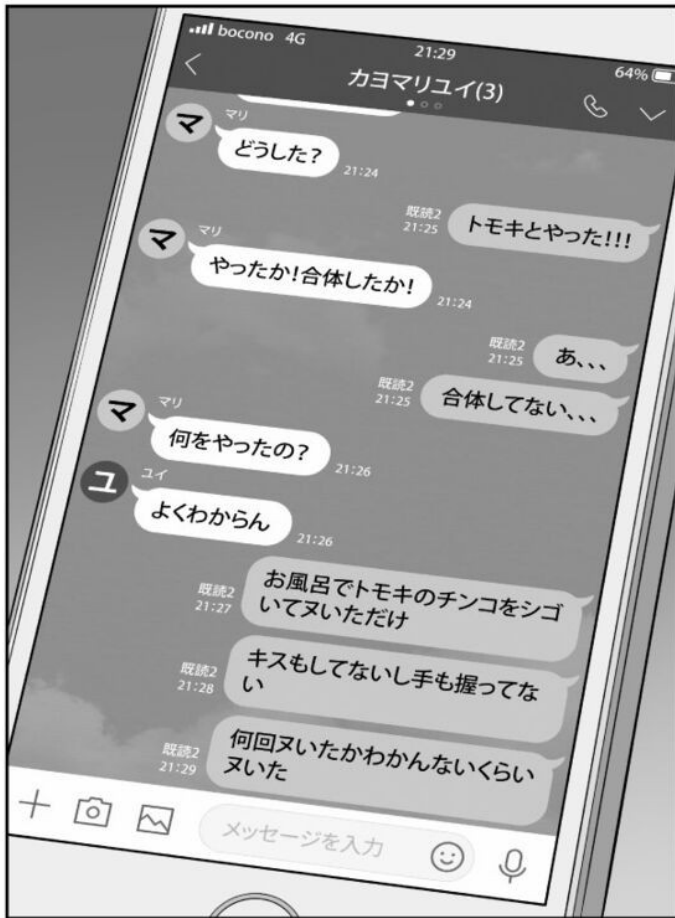 bocono 4G
21:29
64%
カヨマリユイ(3)
マ
マリ
どうした?
21:24
既読2
21:25
トモキとやった!!!
マ
マリ
やったか!合体したか!
21:24
既読2
21:25
あ、、、
既読2
21:25
合体してない、、、
マ
マリ
何をやったの?
21:26
ユ
ユイ
よくわからん
21:26
既読2
21:27
お風呂でトモキのチンコをシゴ
いてヌいただけ
既読2
21:28
キスもしてないし手も握ってな
い
既読2
21:29
何回ヌいたかわかんないくらい
ヌいた
メッセージを入力